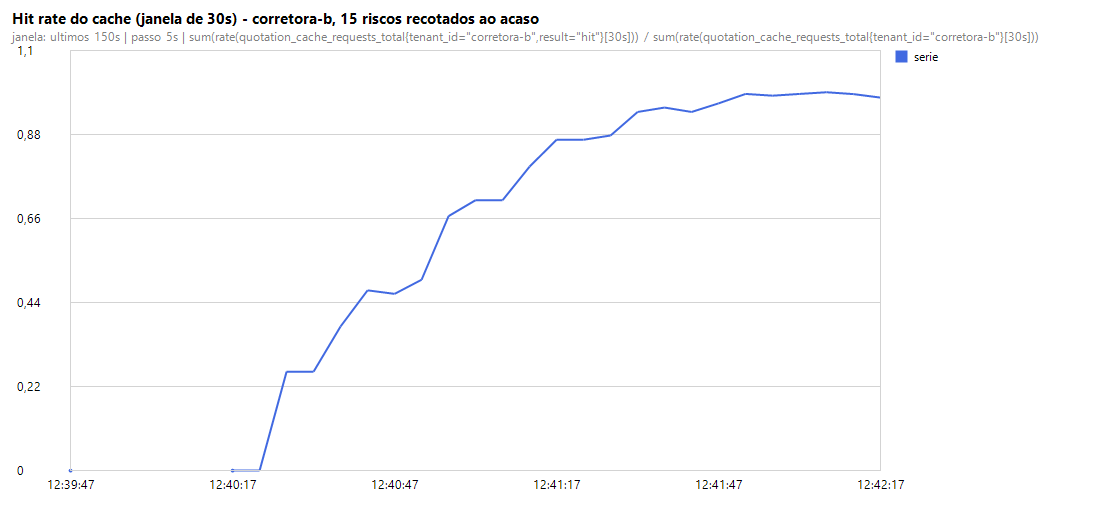 Hit rate do cache (janela de 30s) - corretora-b, 15 riscos recotados ao acaso
janela: ultimos 150s | passo 5s | sum(rate(quotation_cache_requests_total{tenant_id="corretora-b",result="hit"}[30s])) / sum(rate(quotation_cache_requests_total{tenant_id="corretora-b"}[30s]))
1,1
serie
0,88
0,66
0,44
0,22
0
12:39:47 12:40:17 12:40:47 12:41:17 12:41:47 12:42:17